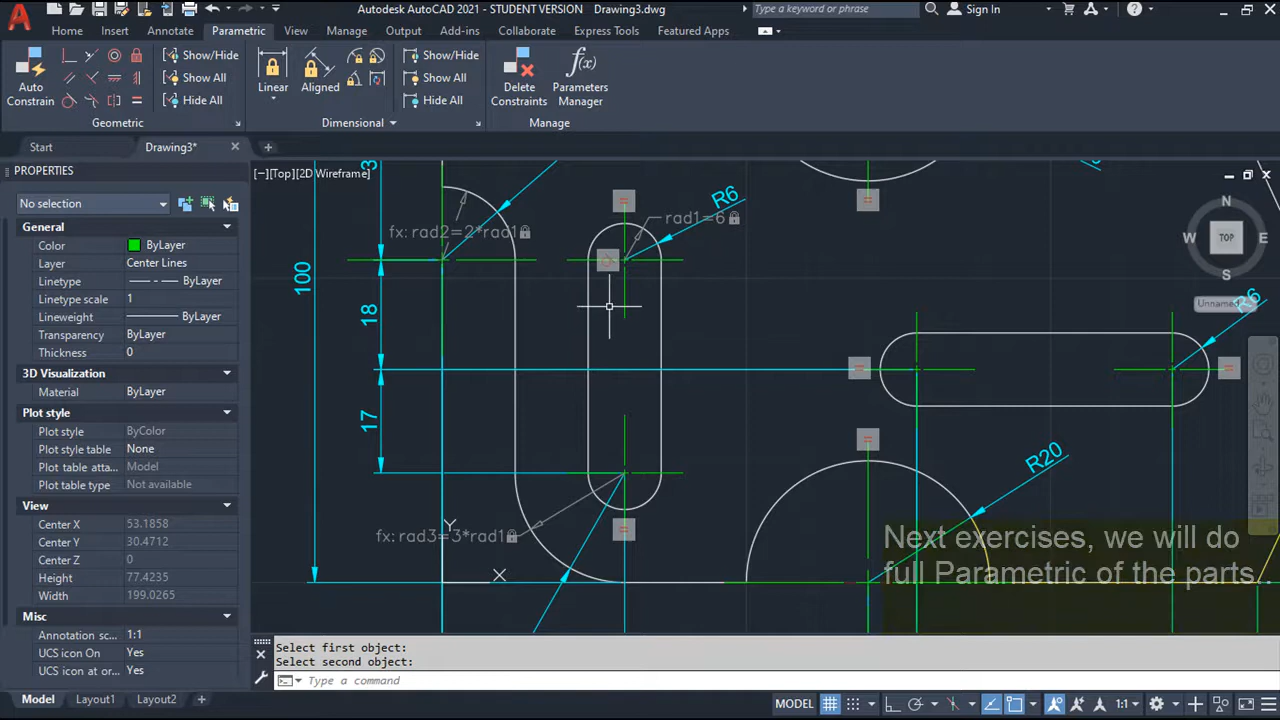 Autodesk AutoCAD 2021 - STUDENT VERSION Drawing3.dwg
Type a keyword or phrase
Sign In
Home Insert Annotate Parametric View Manage Output Add-ins Collaborate Express Tools Featured Apps
Auto Constrain
Show/Hide
Show All
Hide All
Geometric
Linear
Aligned
Show/Hide
Show All
Hide All
Dimensional
Delete Constraints
f(x)
Parameters Manager
Manage
Start
Drawing3*
PROPERTIES
No selection
General
Color ByLayer
Layer Center Lines
Linetype ByLayer
Linetype scale 1
Lineweight ByLayer
Transparency ByLayer
Thickness 0
3D Visualization
Material ByLayer
Plot style
Plot style ByColor
Plot style table None
Plot table atta... Model
Plot table type Not available
View
Center X 53.1858
Center Y 30.4712
Center Z 0
Height 77.4235
Width 199.0265
Misc
Annotation sc... 1:1
UCS icon On Yes
UCS icon at or... Yes
[-][Top][2D Wireframe]
N
W TOP E
S
Unnamed
3
R6
rad1=6
fx: rad2=2*rad1
100
18
R6
17
R20
fx: rad3=3*rad1
Y
X
Next exercises, we will do
full Parametric of the parts .
Select first object:
Select second object:
Type a command
Model Layout1 Layout2
MODEL
1:1